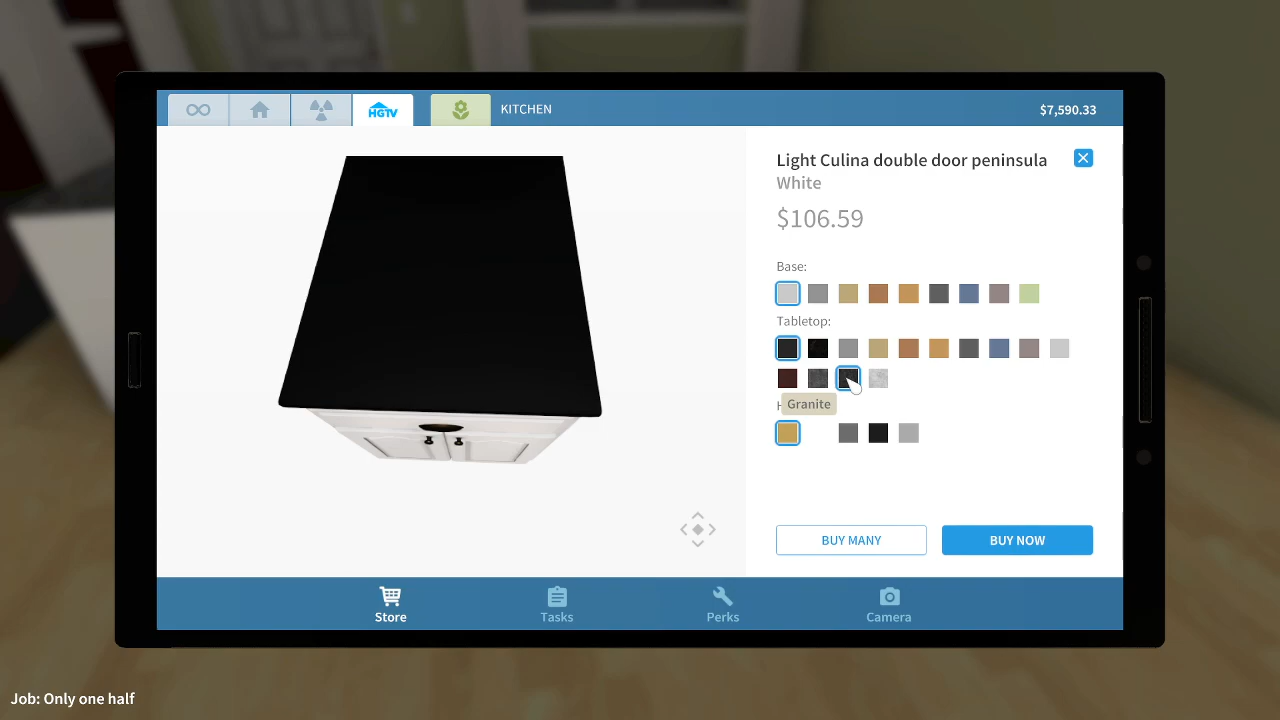 HGTV
KITCHEN
$7,590.33
Light Culina double door peninsula
White
$106.59
Base:
Tabletop:
Granite
BUY MANY
BUY NOW
Store
Tasks
Perks
Camera
Job: Only one half